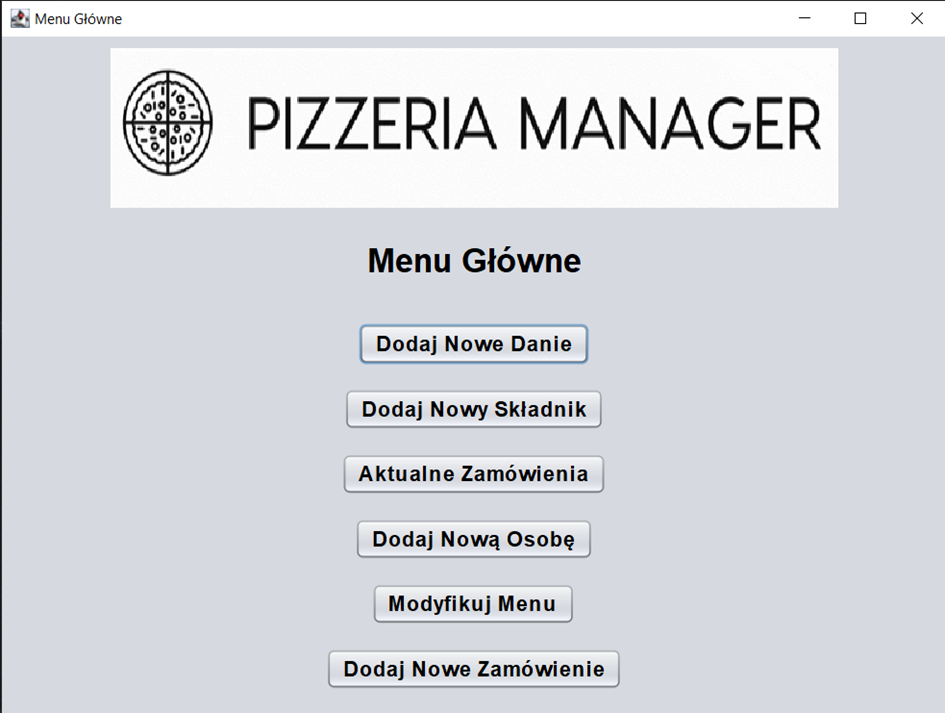 Menu Główne
PIZZERIA MANAGER
Menu Główne
Dodaj Nowe Danie
Dodaj Nowy Składnik
Aktualne Zamówienia
Dodaj Nową Osobę
Modyfikuj Menu
Dodaj Nowe Zamówienie